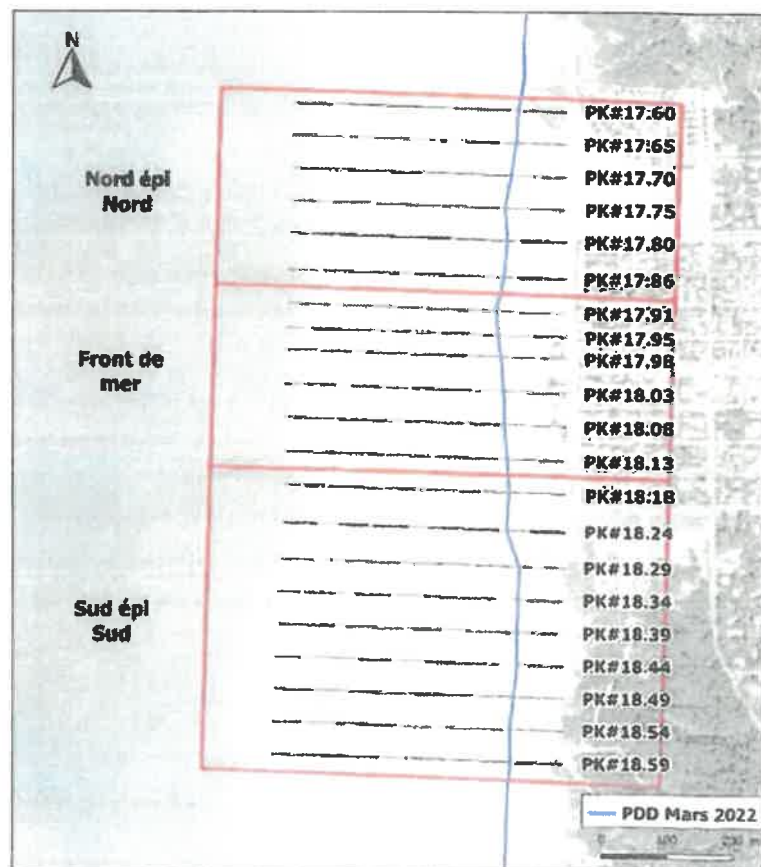 N
PK#17.60
PK#17.65
Nord épi
Nord
PK#17.70
PK#17.75
PK#17.80
PK#17.86
PK#17.91
PK#17.95
Front de
mer
PK#17.98
PK#18.03
PK#18.08
PK#18.13
PK#18.18
PK#18.24
PK#18.29
Sud épi
Sud
PK#18.34
PK#18.39
PK#18.44
PK#18.49
PK#18.54
PK#18.59
PDD Mars 2022
0 100 200 m